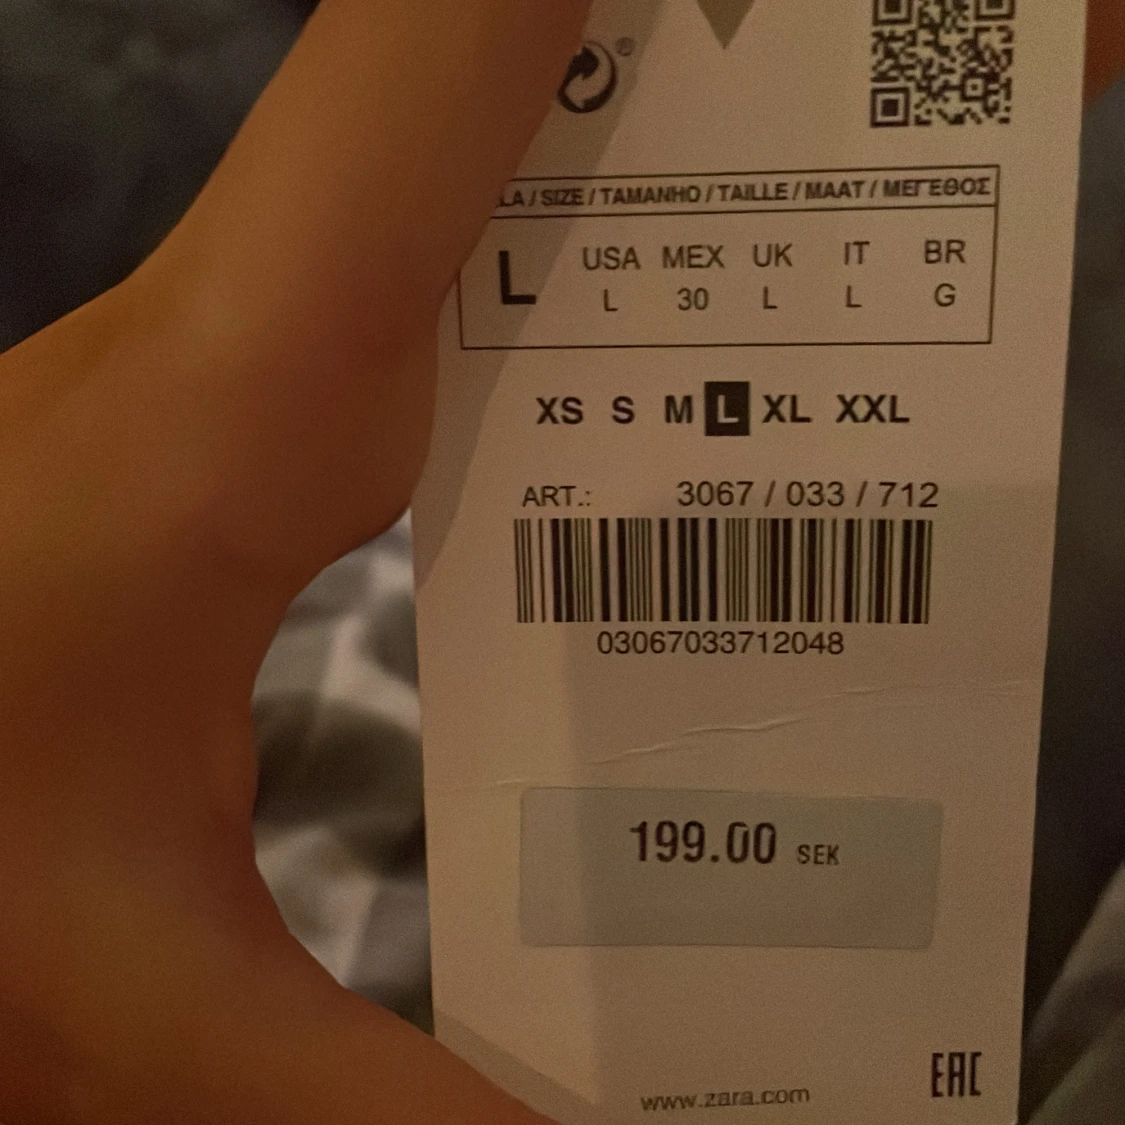 ®
LA / SIZE / TAMANHO / TAILLE / MAAT / ΜΕΓΕΘΟΣ
L USA MEX UK IT BR
L 30 L L G
XS S M L XL XXL
ART.: 3067 / 033 / 712
03067033712048
199.00 SEK
www.zara.com
EAC